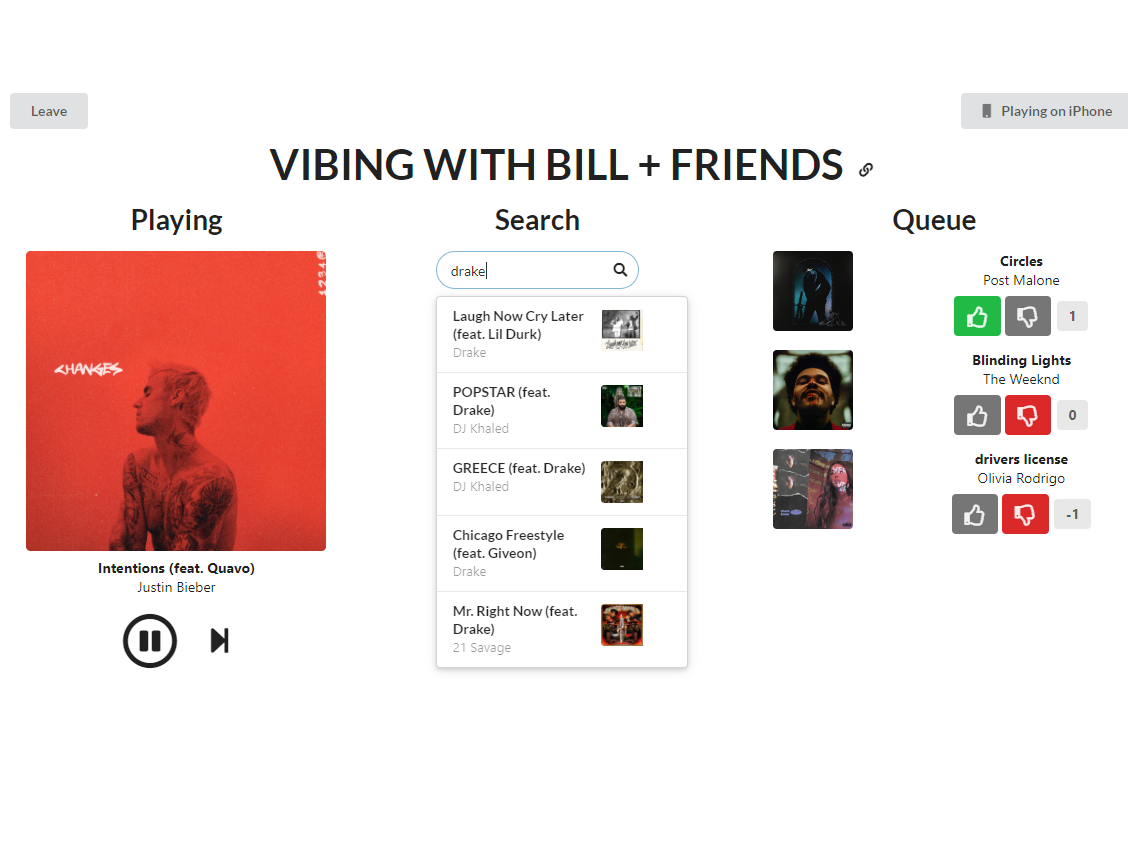 Leave
Playing on iPhone
VIBING WITH BILL + FRIENDS
Playing
Search
Queue
CHANGES
drake
Laugh Now Cry Later
(feat. Lil Durk)
Drake
POPSTAR (feat.
Drake)
DJ Khaled
GREECE (feat. Drake)
DJ Khaled
Chicago Freestyle
(feat. Giveon)
Drake
Mr. Right Now (feat.
Drake)
21 Savage
Circles
Post Malone
1
Blinding Lights
The Weeknd
0
drivers license
Olivia Rodrigo
-1
Intentions (feat. Quavo)
Justin Bieber